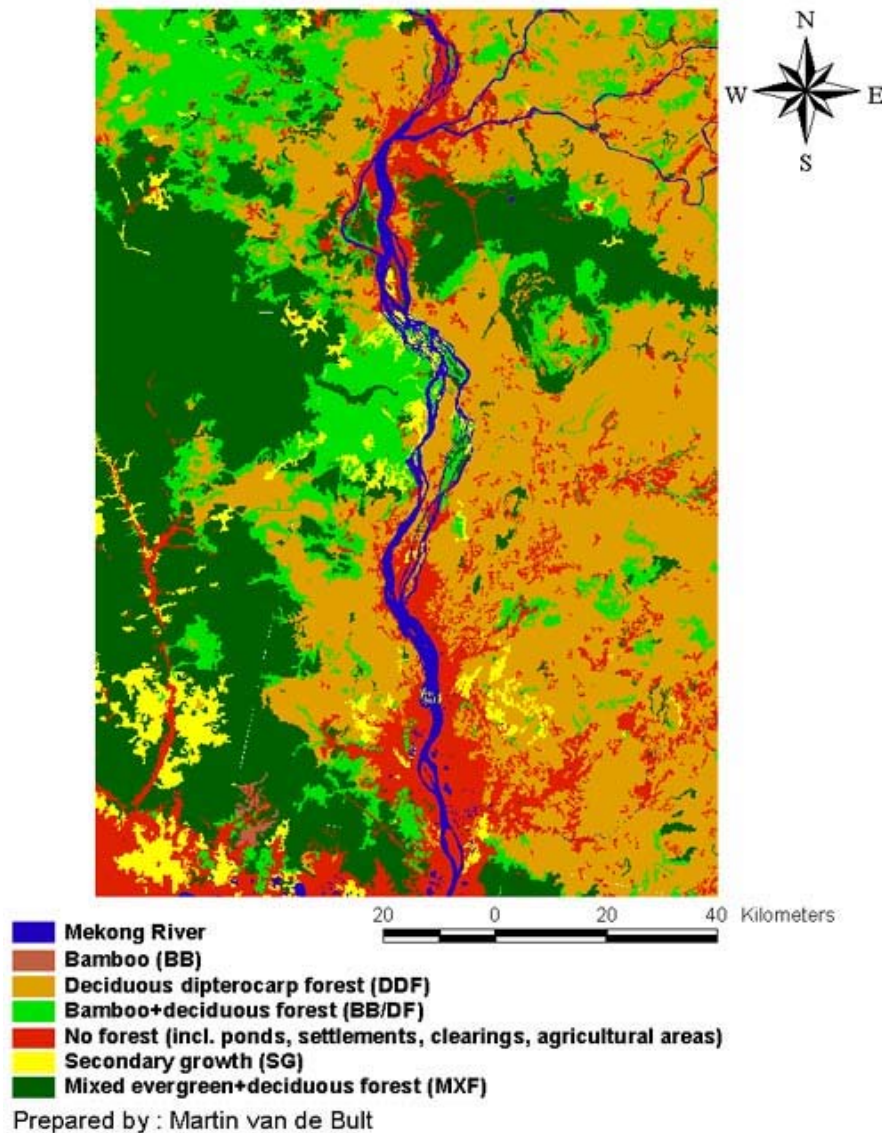 N
W E
S
20 0 20 40 Kilometers
Mekong River
Bamboo (BB)
Deciduous dipterocarp forest (DDF)
Bamboo+deciduous forest (BB/DF)
No forest (incl. ponds, settlements, clearings, agricultural areas)
Secondary growth (SG)
Mixed evergreen+deciduous forest (MXF)
Prepared by : Martin van de Bult